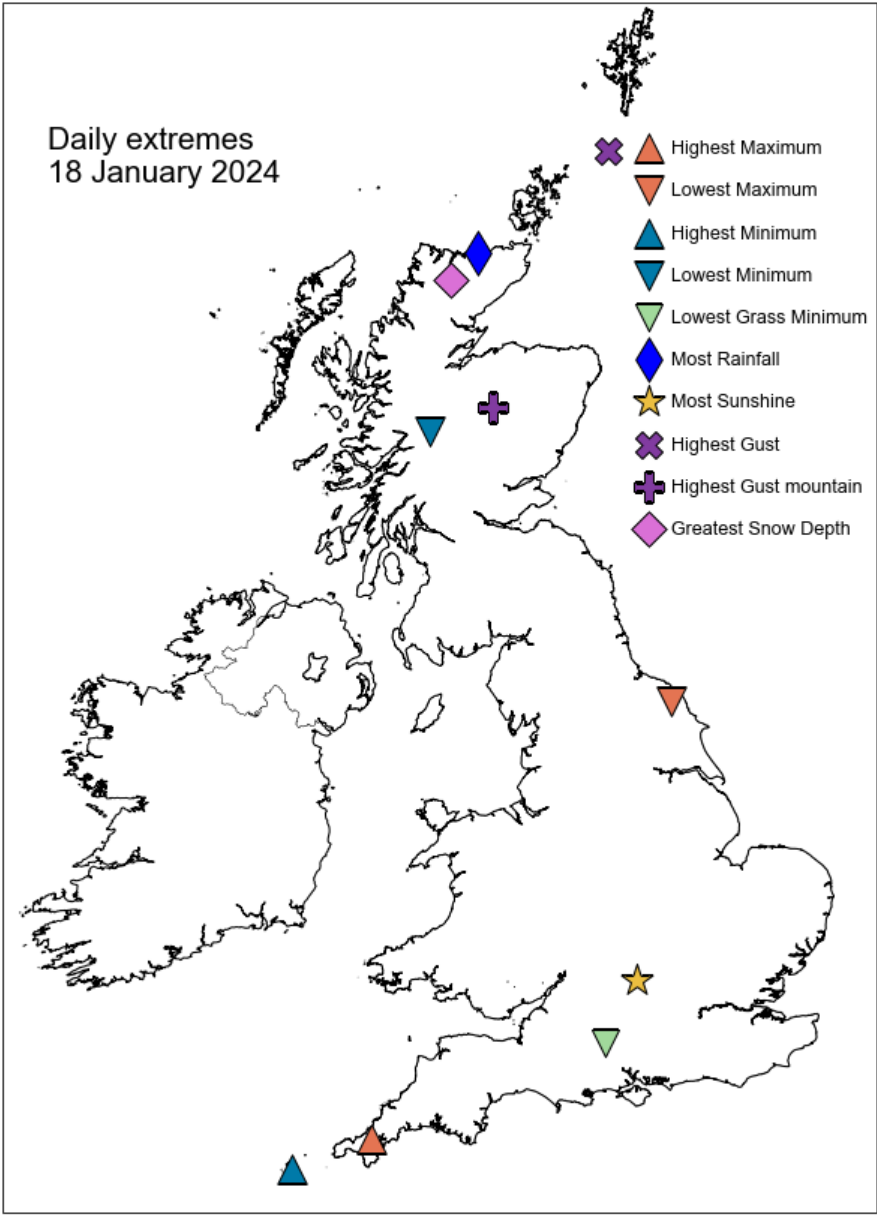 Daily extremes
18 January 2024
Highest Maximum
Lowest Maximum
Highest Minimum
Lowest Minimum
Lowest Grass Minimum
Most Rainfall
Most Sunshine
Highest Gust
Highest Gust mountain
Greatest Snow Depth